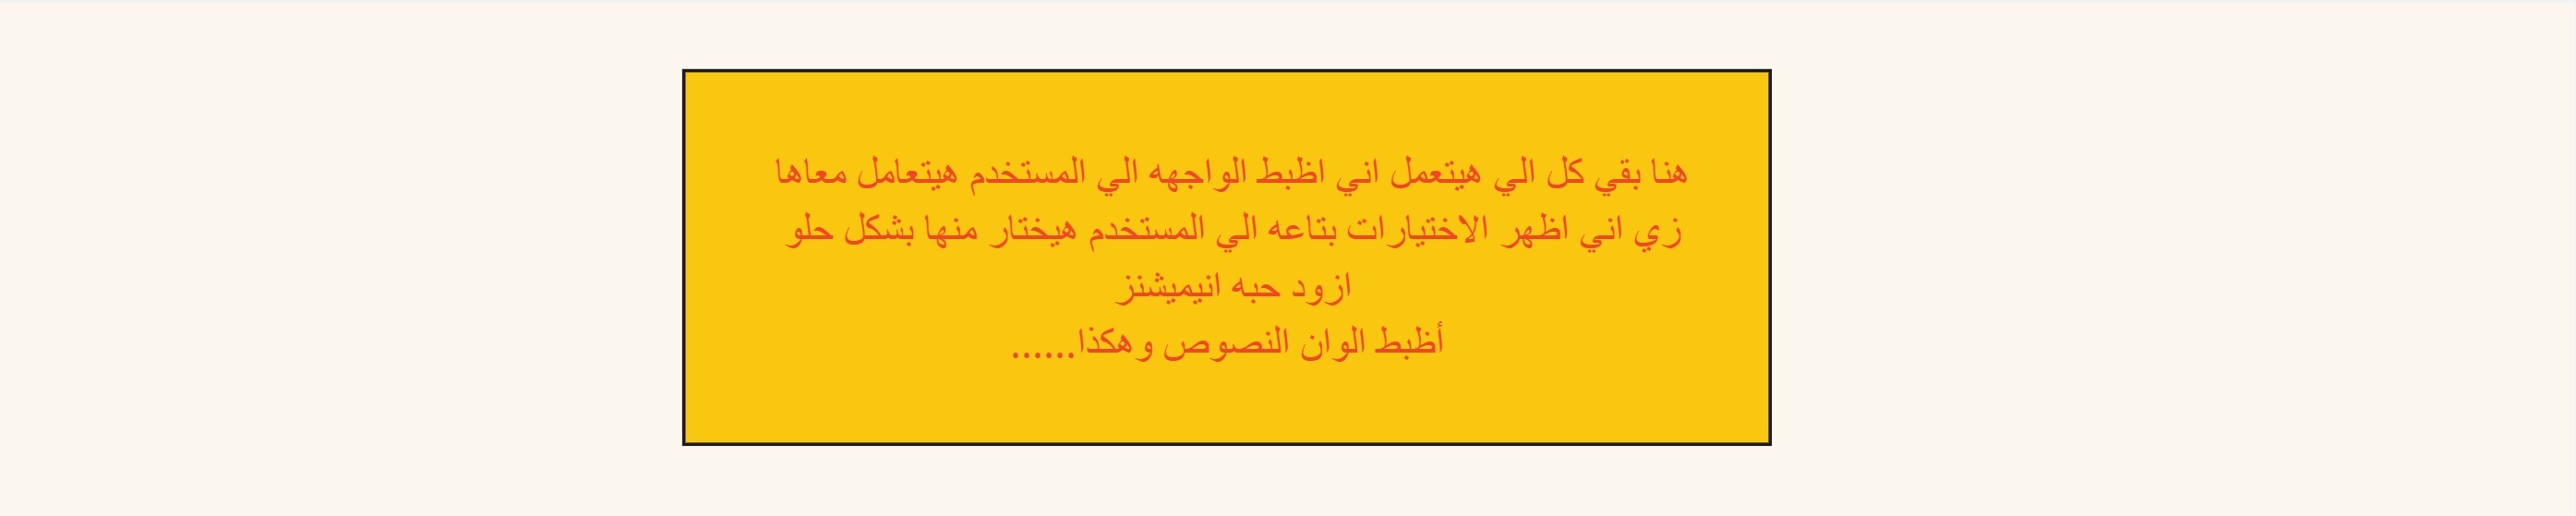 هنا بقي كل الي هيتعمل اني اظبط الواجهه الي المستخدم هيتعامل معاها
زي اني اظهر الاختيارات بتاعه الي المستخدم هيختار منها بشكل حلو
ازود حبه انيميشنز
أظبط الوان النصوص وهكذا......